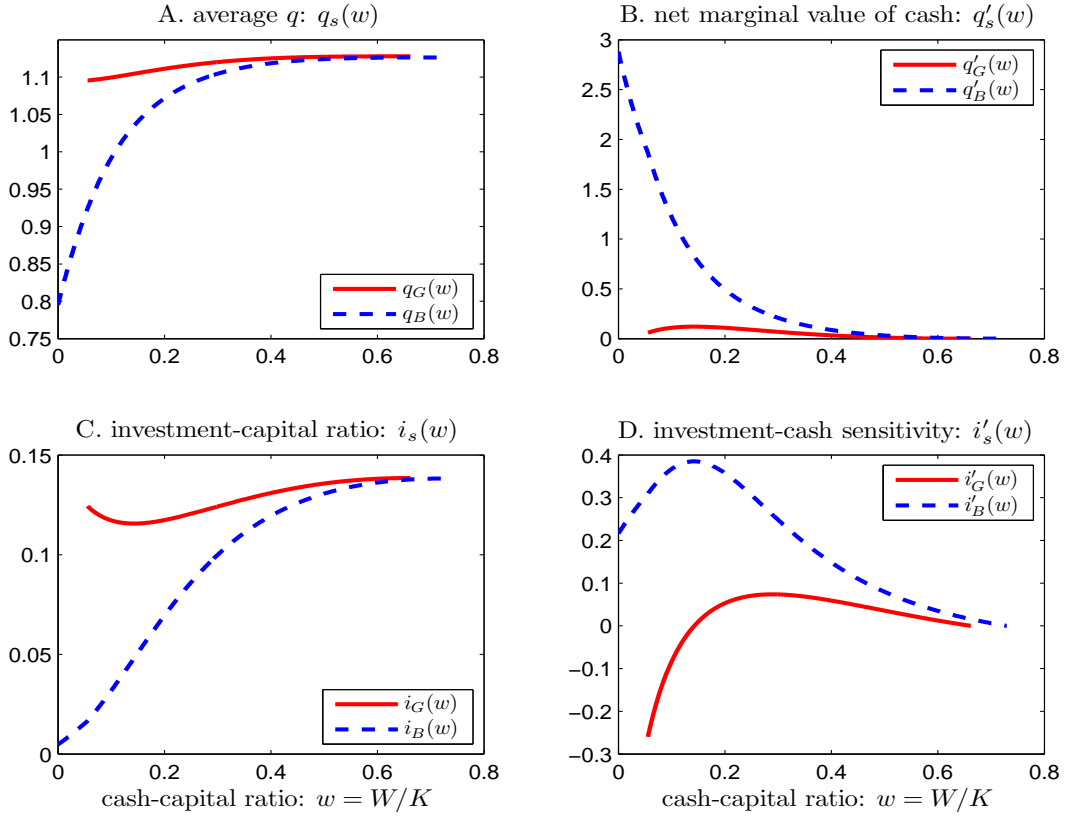 A. average q: q_s(w)
1.1
1.05
1
0.95
0.9
0.85
0.8
0.75
0 0.2 0.4 0.6 0.8
q_G(w)
q_B(w)
B. net marginal value of cash: q′_s(w)
3
2.5
2
1.5
1
0.5
0
0 0.2 0.4 0.6 0.8
q′_G(w)
q′_B(w)
C. investment-capital ratio: i_s(w)
0.15
0.1
0.05
0
0 0.2 0.4 0.6 0.8
i_G(w)
i_B(w)
cash-capital ratio: w = W/K
D. investment-cash sensitivity: i′_s(w)
0.4
0.3
0.2
0.1
0
−0.1
−0.2
−0.3
0 0.2 0.4 0.6 0.8
i′_G(w)
i′_B(w)
cash-capital ratio: w = W/K